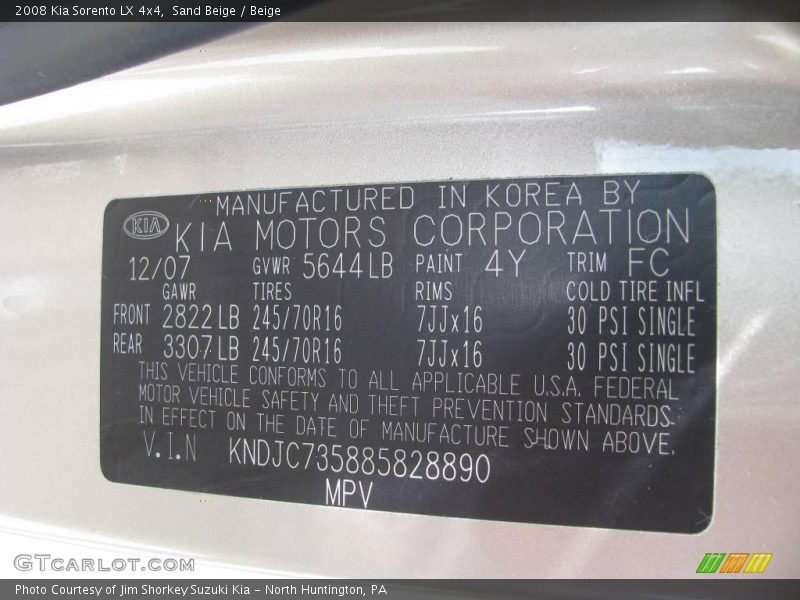 2008 Kia Sorento LX 4x4, Sand Beige / Beige
MANUFACTURED IN KOREA BY
KIA KIA MOTORS CORPORATION
12/07 GVWR 5644LB PAINT 4Y TRIM FC
GAWR TIRES RIMS COLD TIRE INFL
FRONT 2822LB 245/70R16 7JJx16 30 PSI SINGLE
REAR 3307LB 245/70R16 7JJx16 30 PSI SINGLE
THIS VEHICLE CONFORMS TO ALL APPLICABLE U.S.A. FEDERAL
MOTOR VEHICLE SAFETY AND THEFT PREVENTION STANDARDS
IN EFFECT ON THE DATE OF MANUFACTURE SHOWN ABOVE.
V.I.N KNDJC735885828890
MPV
GTCARLOT.COM
Photo Courtesy of Jim Shorkey Suzuki Kia - North Huntington, PA